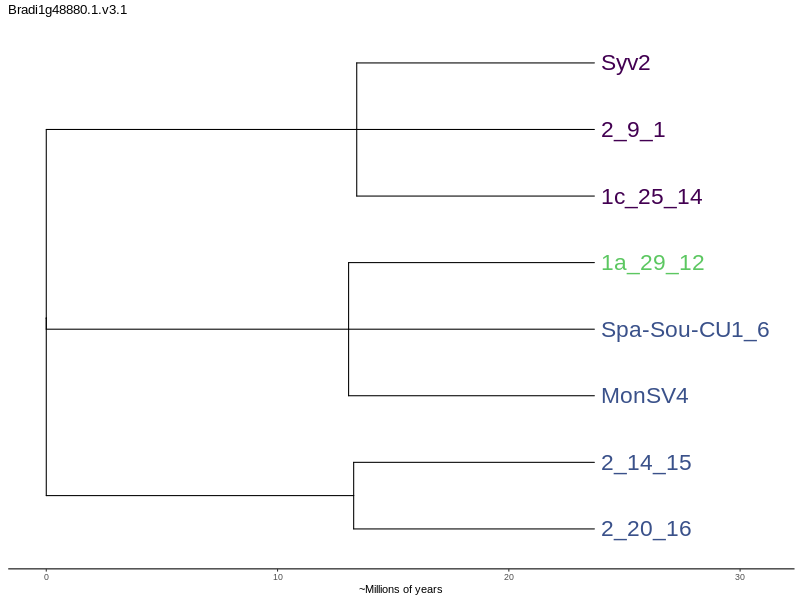 Bradi1g48880.1.v3.1
Syv2
2_9_1
1c_25_14
1a_29_12
Spa-Sou-CU1_6
MonSV4
2_14_15
2_20_16
0 10 20 30
~Millions of years